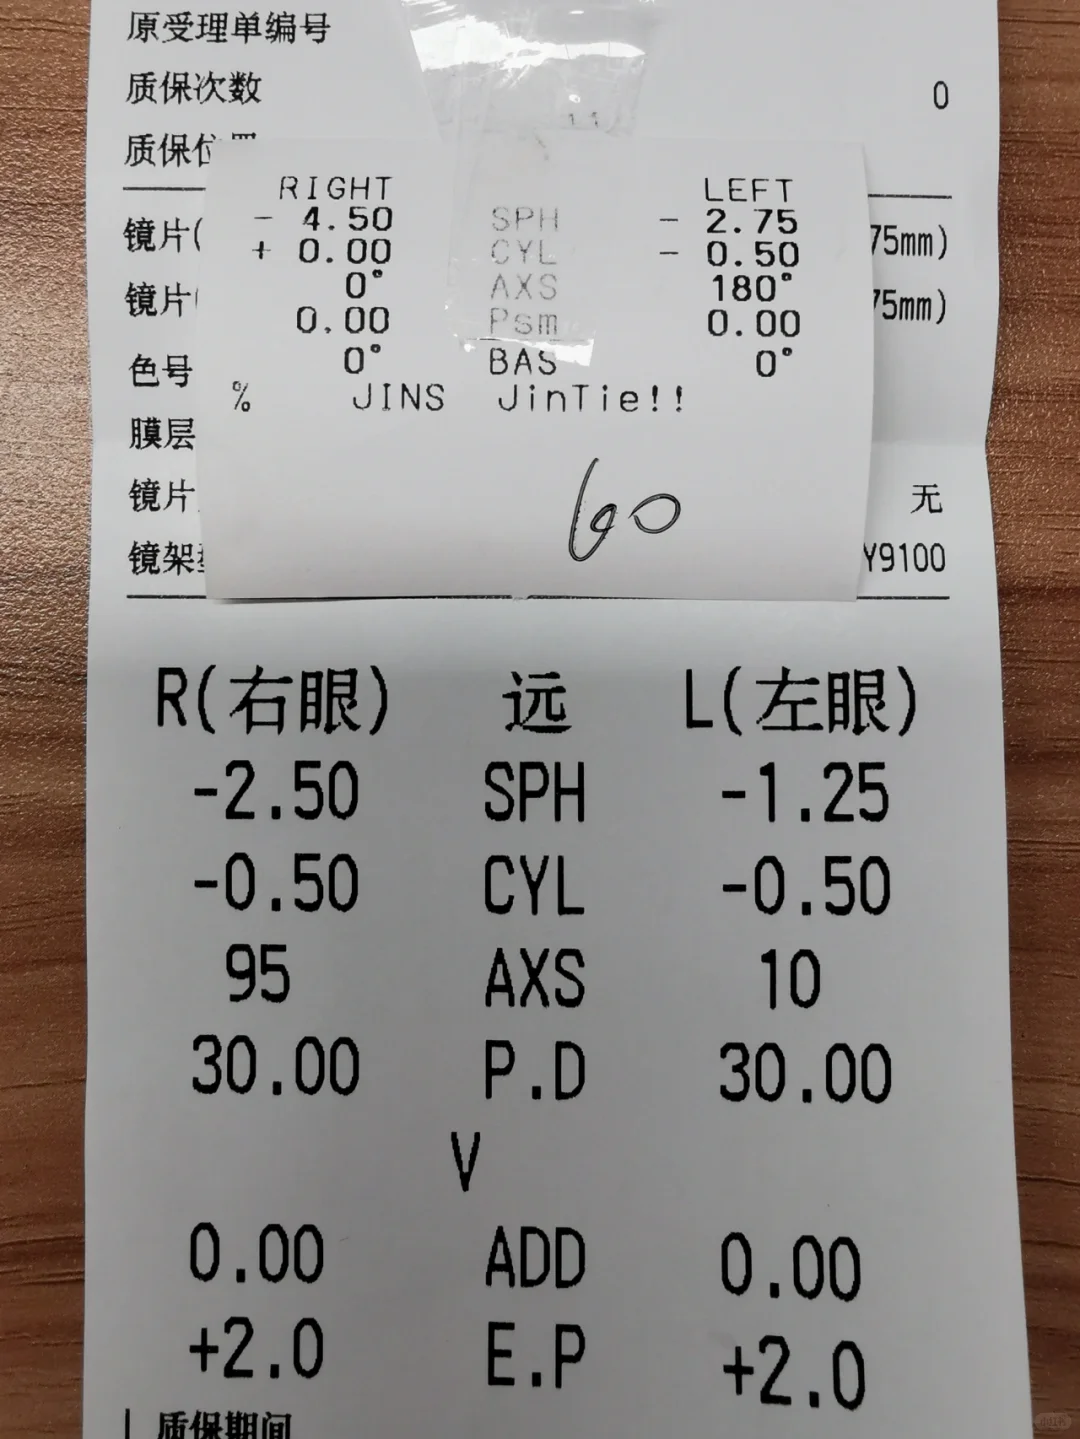 原受理单编号
质保次数 0
质保位置
RIGHT LEFT
- 4.50 SPH - 2.75
镜片( 75mm)
+ 0.00 CYL - 0.50
0° AXS 180°
镜片( 75mm)
0.00 Psm 0.00
0° BAS 0°
色号
% JINS JinTie!!
膜层
镜片 无
60
镜架 Y9100
R(右眼) 远 L(左眼)
-2.50 SPH -1.25
-0.50 CYL -0.50
95 AXS 10
30.00 P.D 30.00
V
0.00 ADD 0.00
+2.0 E.P +2.0
质保期间